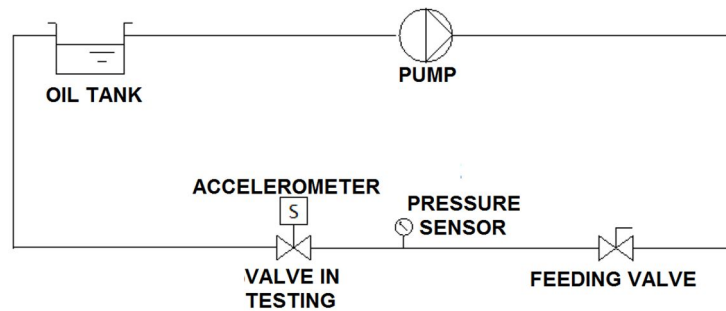 PUMP
OIL TANK
ACCELEROMETER
S
PRESSURE
SENSOR
VALVE IN
TESTING
FEEDING VALVE